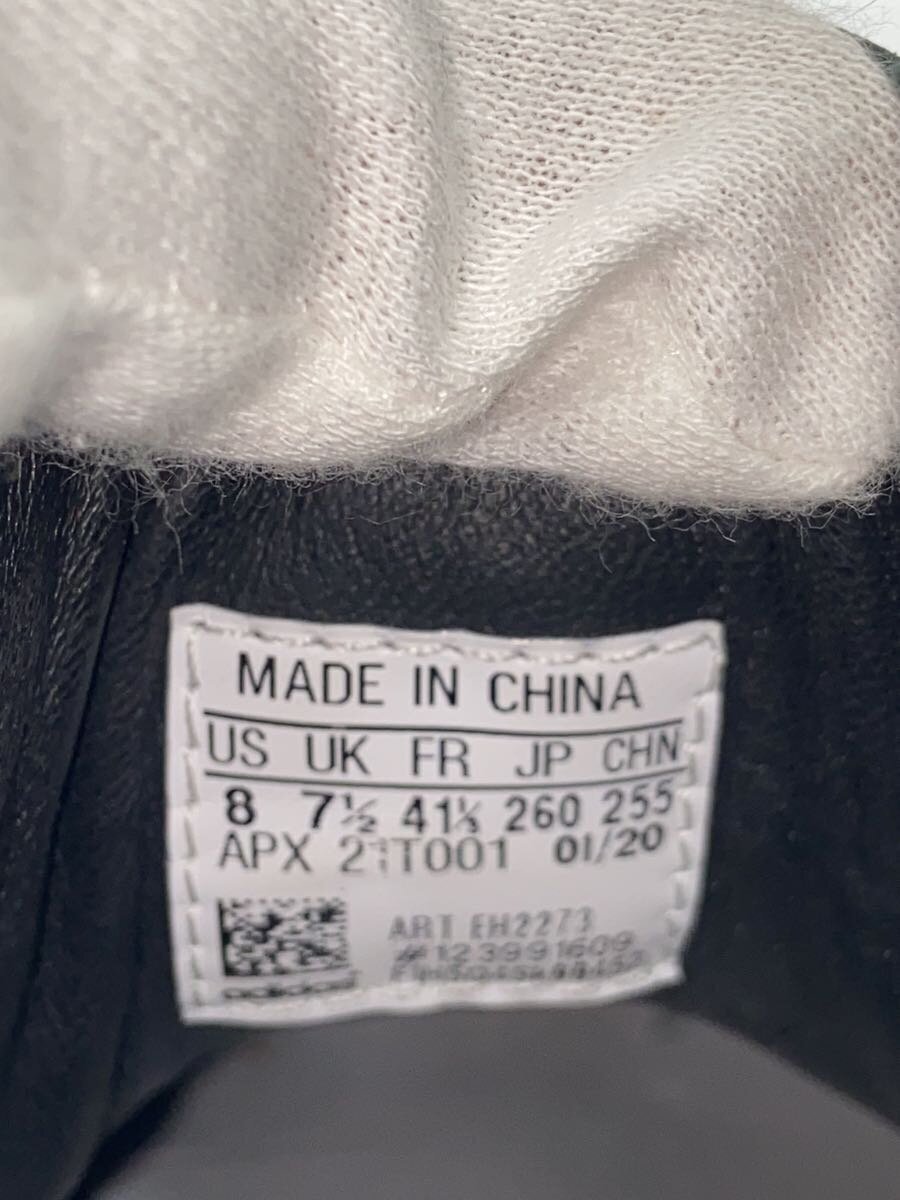 MADE IN CHINA
US UK FR JP CHN
8 7½ 41⅓ 260 255
APX 21T001 01/20
ART EH2273
#123991609
adidas